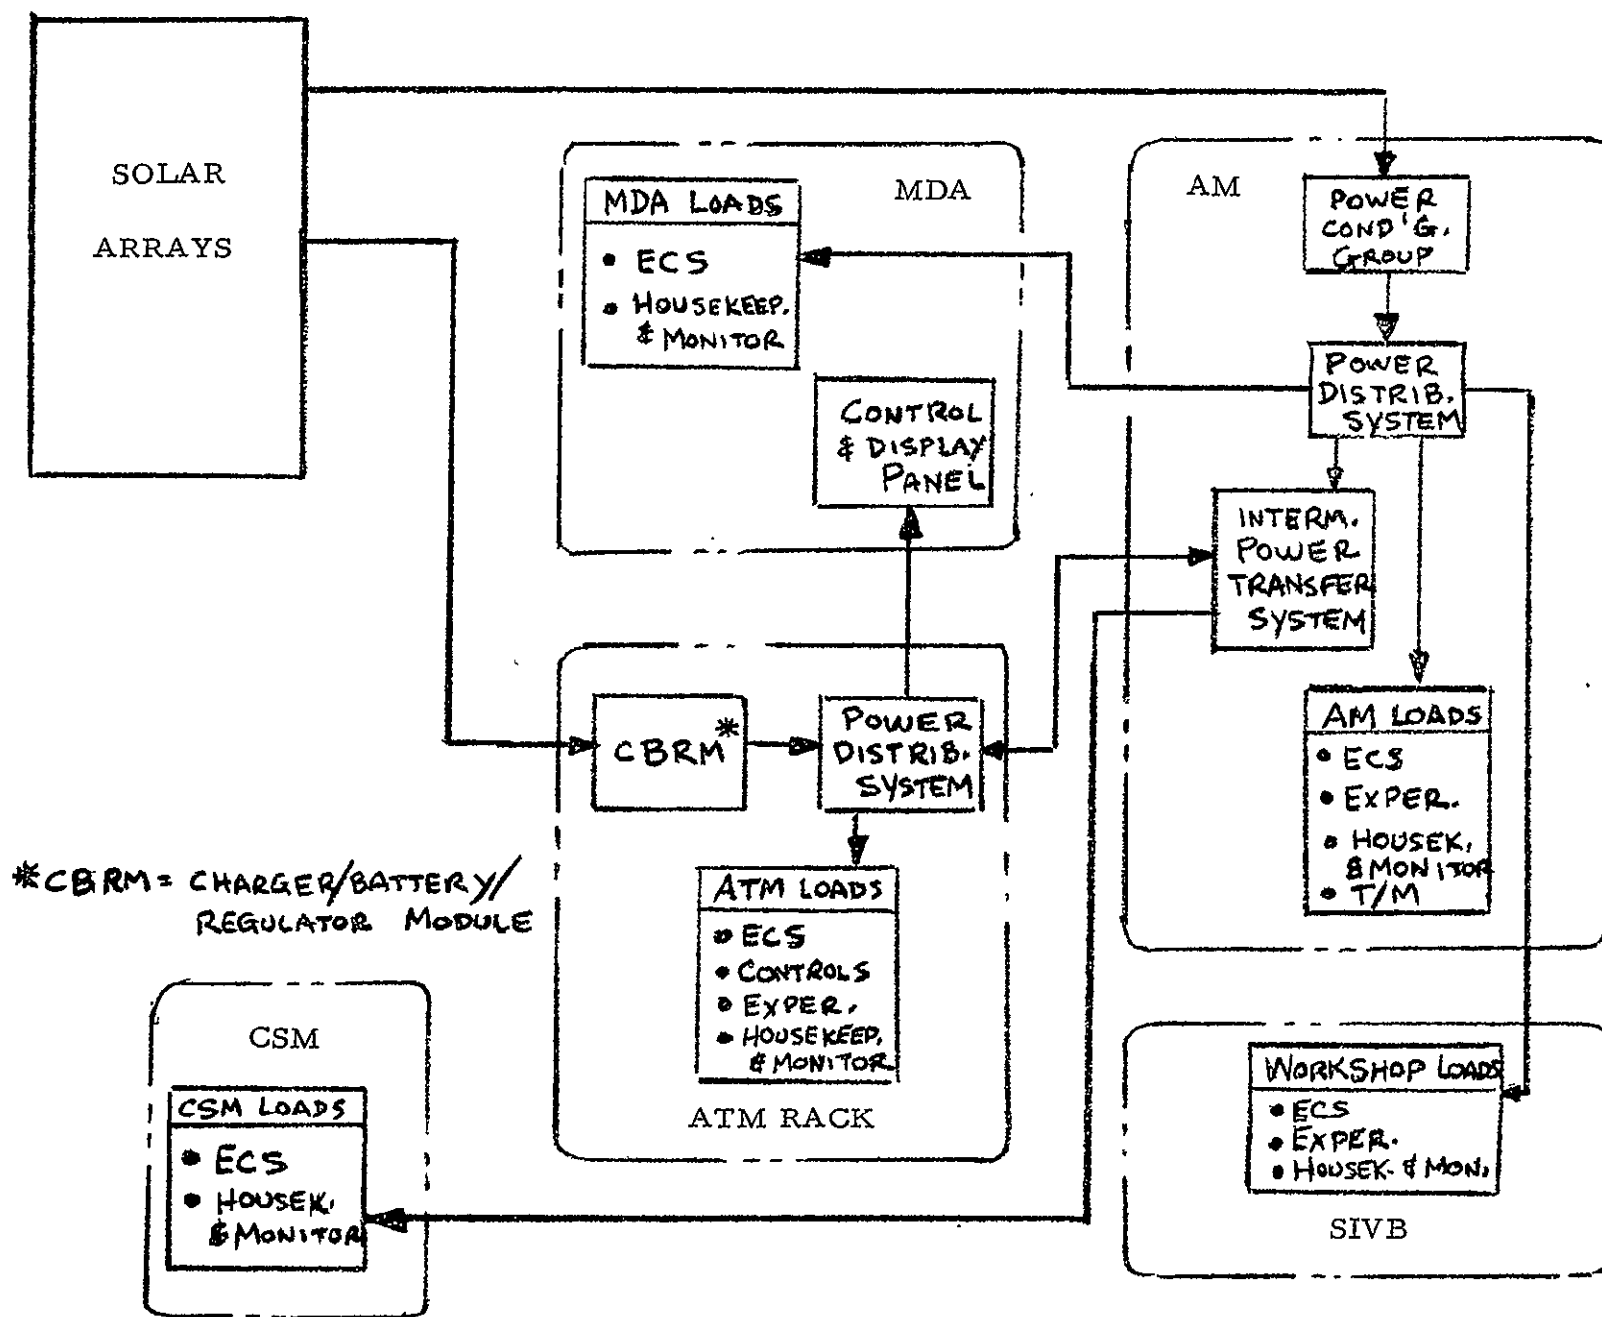 SOLAR
ARRAYS
MDA
MDA LOADS
• ECS
• HOUSEKEEP.
& MONITOR
CONTROL
& DISPLAY
PANEL
AM
POWER
COND'G.
GROUP
POWER
DISTRIB.
SYSTEM
INTERM.
POWER
TRANSFER
SYSTEM
AM LOADS
• ECS
• EXPER.
• HOUSEK.
& MONITOR
• T/M
CBRM*
POWER
DISTRIB.
SYSTEM
ATM LOADS
• ECS
• CONTROLS
• EXPER.
• HOUSEKEEP.
& MONITOR
ATM RACK
*CBRM = CHARGER/BATTERY/
REGULATOR MODULE
CSM
CSM LOADS
• ECS
• HOUSEK.
& MONITOR
WORKSHOP LOADS
• ECS
• EXPER.
• HOUSEK. & MON.
SIVB